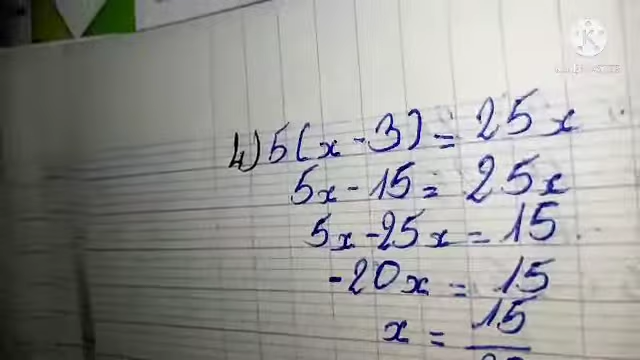 4) 5(x-3) = 25x
5x - 15 = 25x
5x - 25x = 15
-20x = 15
x = 15